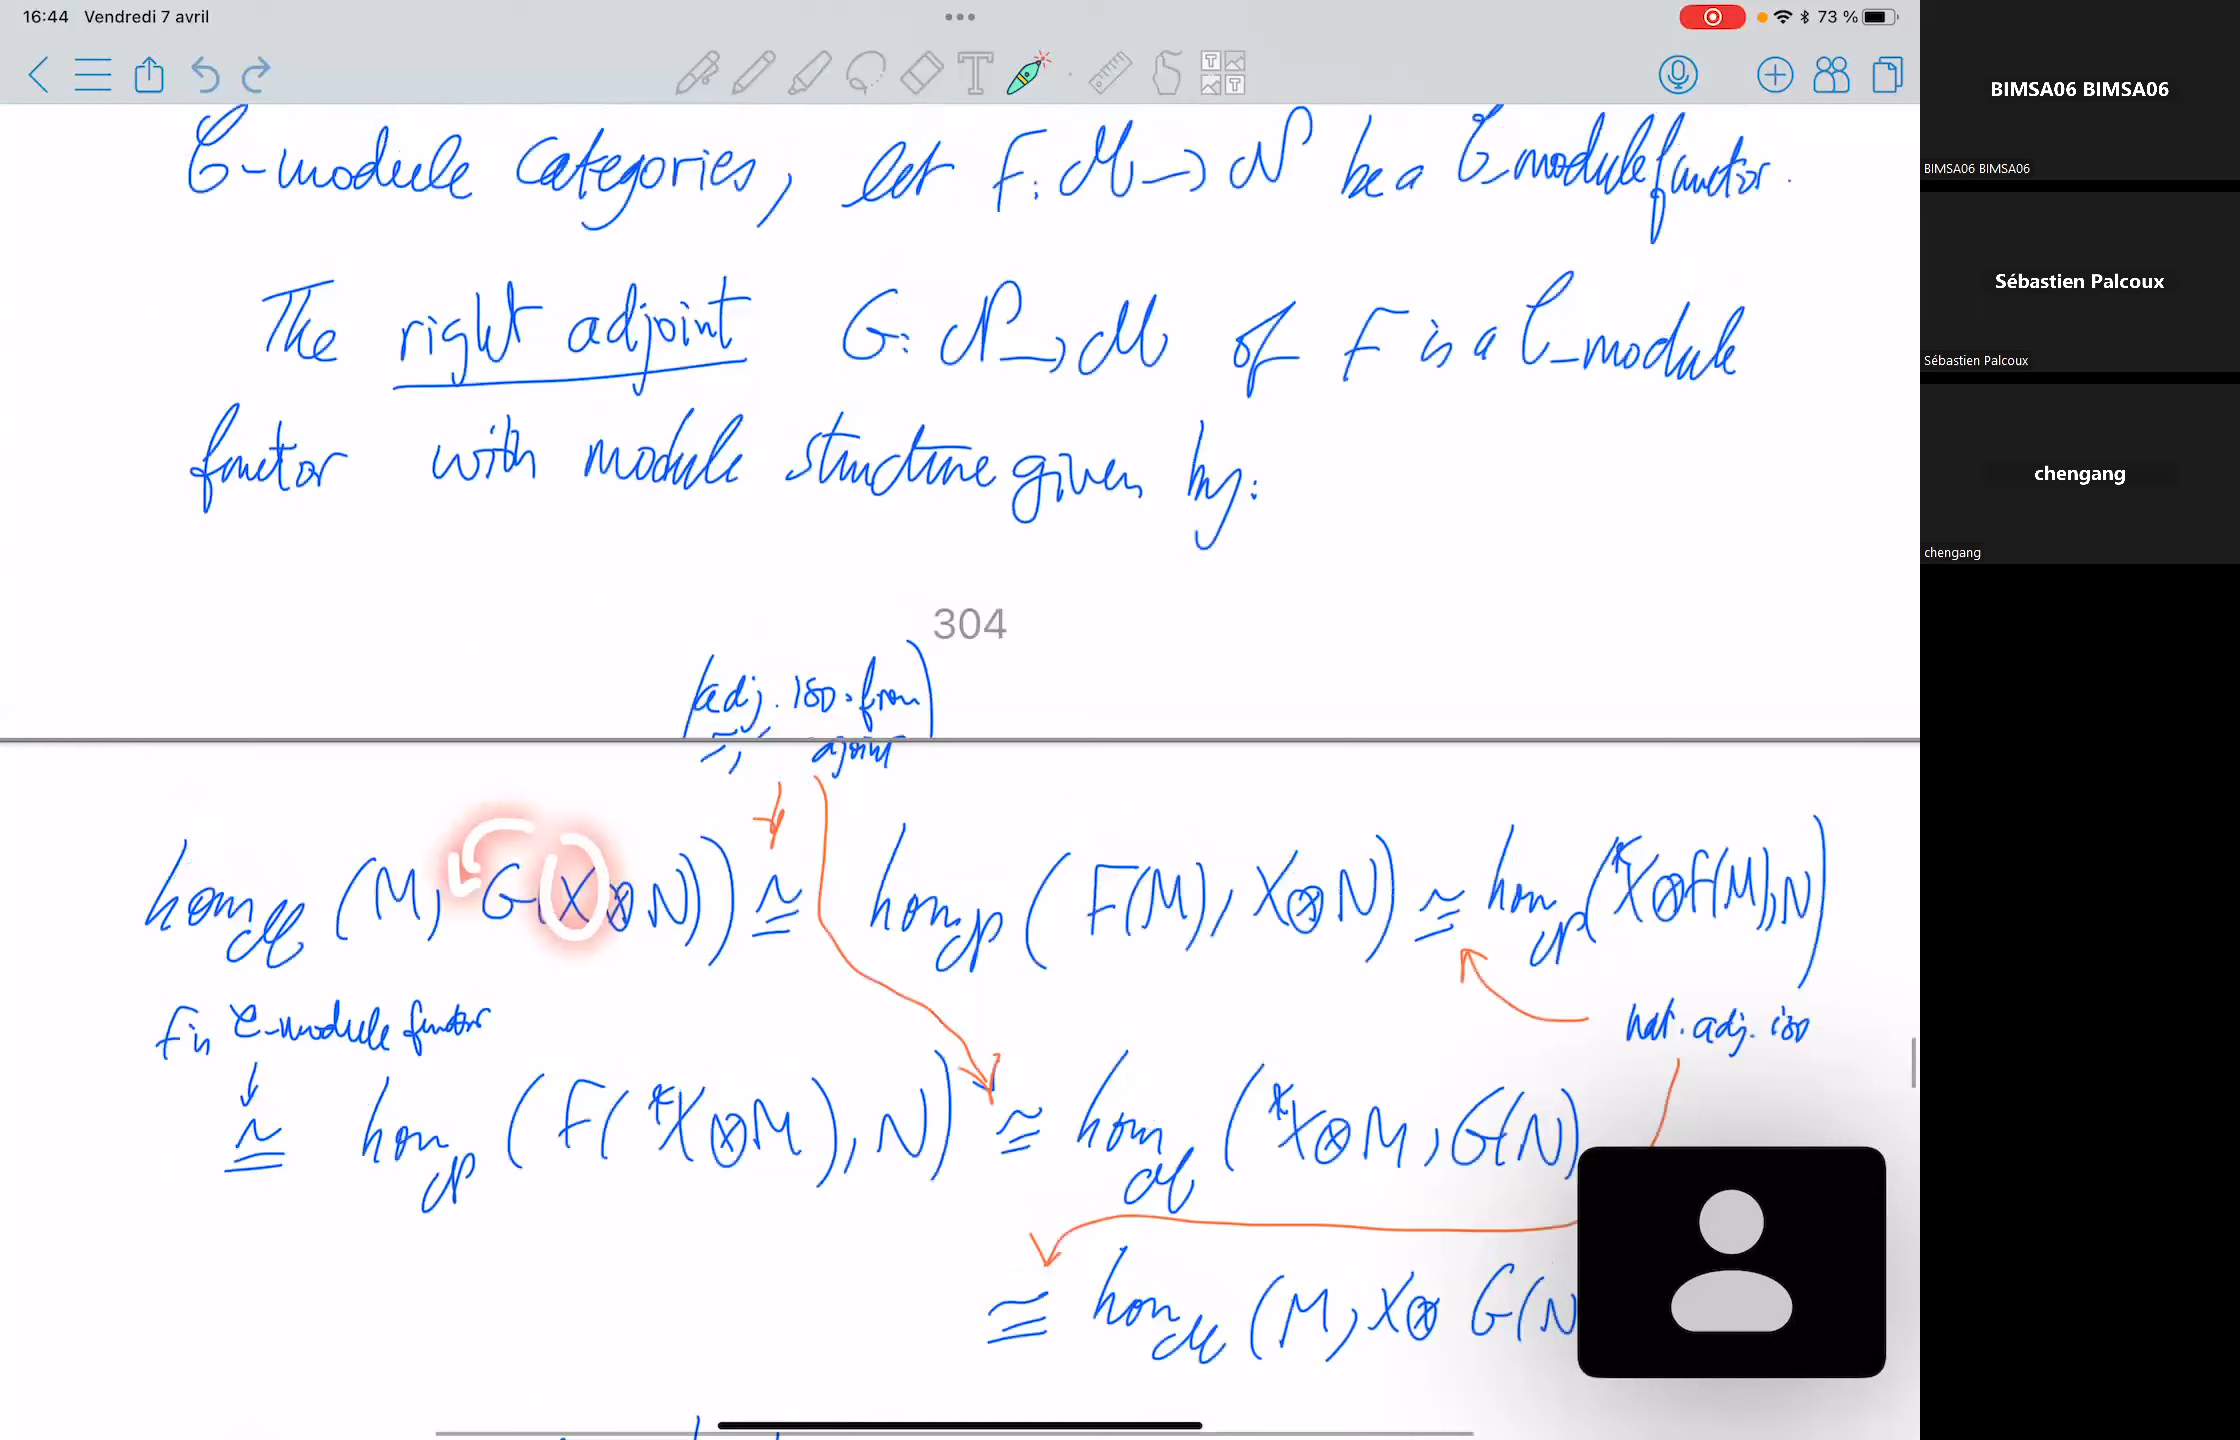 16:44 Vendredi 7 avril
73 %
BIMSA06 BIMSA06
BIMSA06 BIMSA06
Sébastien Palcoux
Sébastien Palcoux
chengang
chengang
𝒞-module categories, let F: ℳ → 𝒩 be a 𝒞-module functor.
The right adjoint G: 𝒩 → ℳ of F is a 𝒞-module
functor with module structure given by:
304
(adj. iso. from
hom_ℳ (M, G(X⊗N)) ≅ hom_𝒩 (F(M), X⊗N) ≅ hom_𝒩 (*X⊗F(M), N)
F is 𝒞-module functor
nat. adj. iso
≅ hom_𝒩 (F(*X⊗M), N) ≅ hom_ℳ (*X⊗M, G(N)
≅ hom_ℳ (M, X⊗ G(N